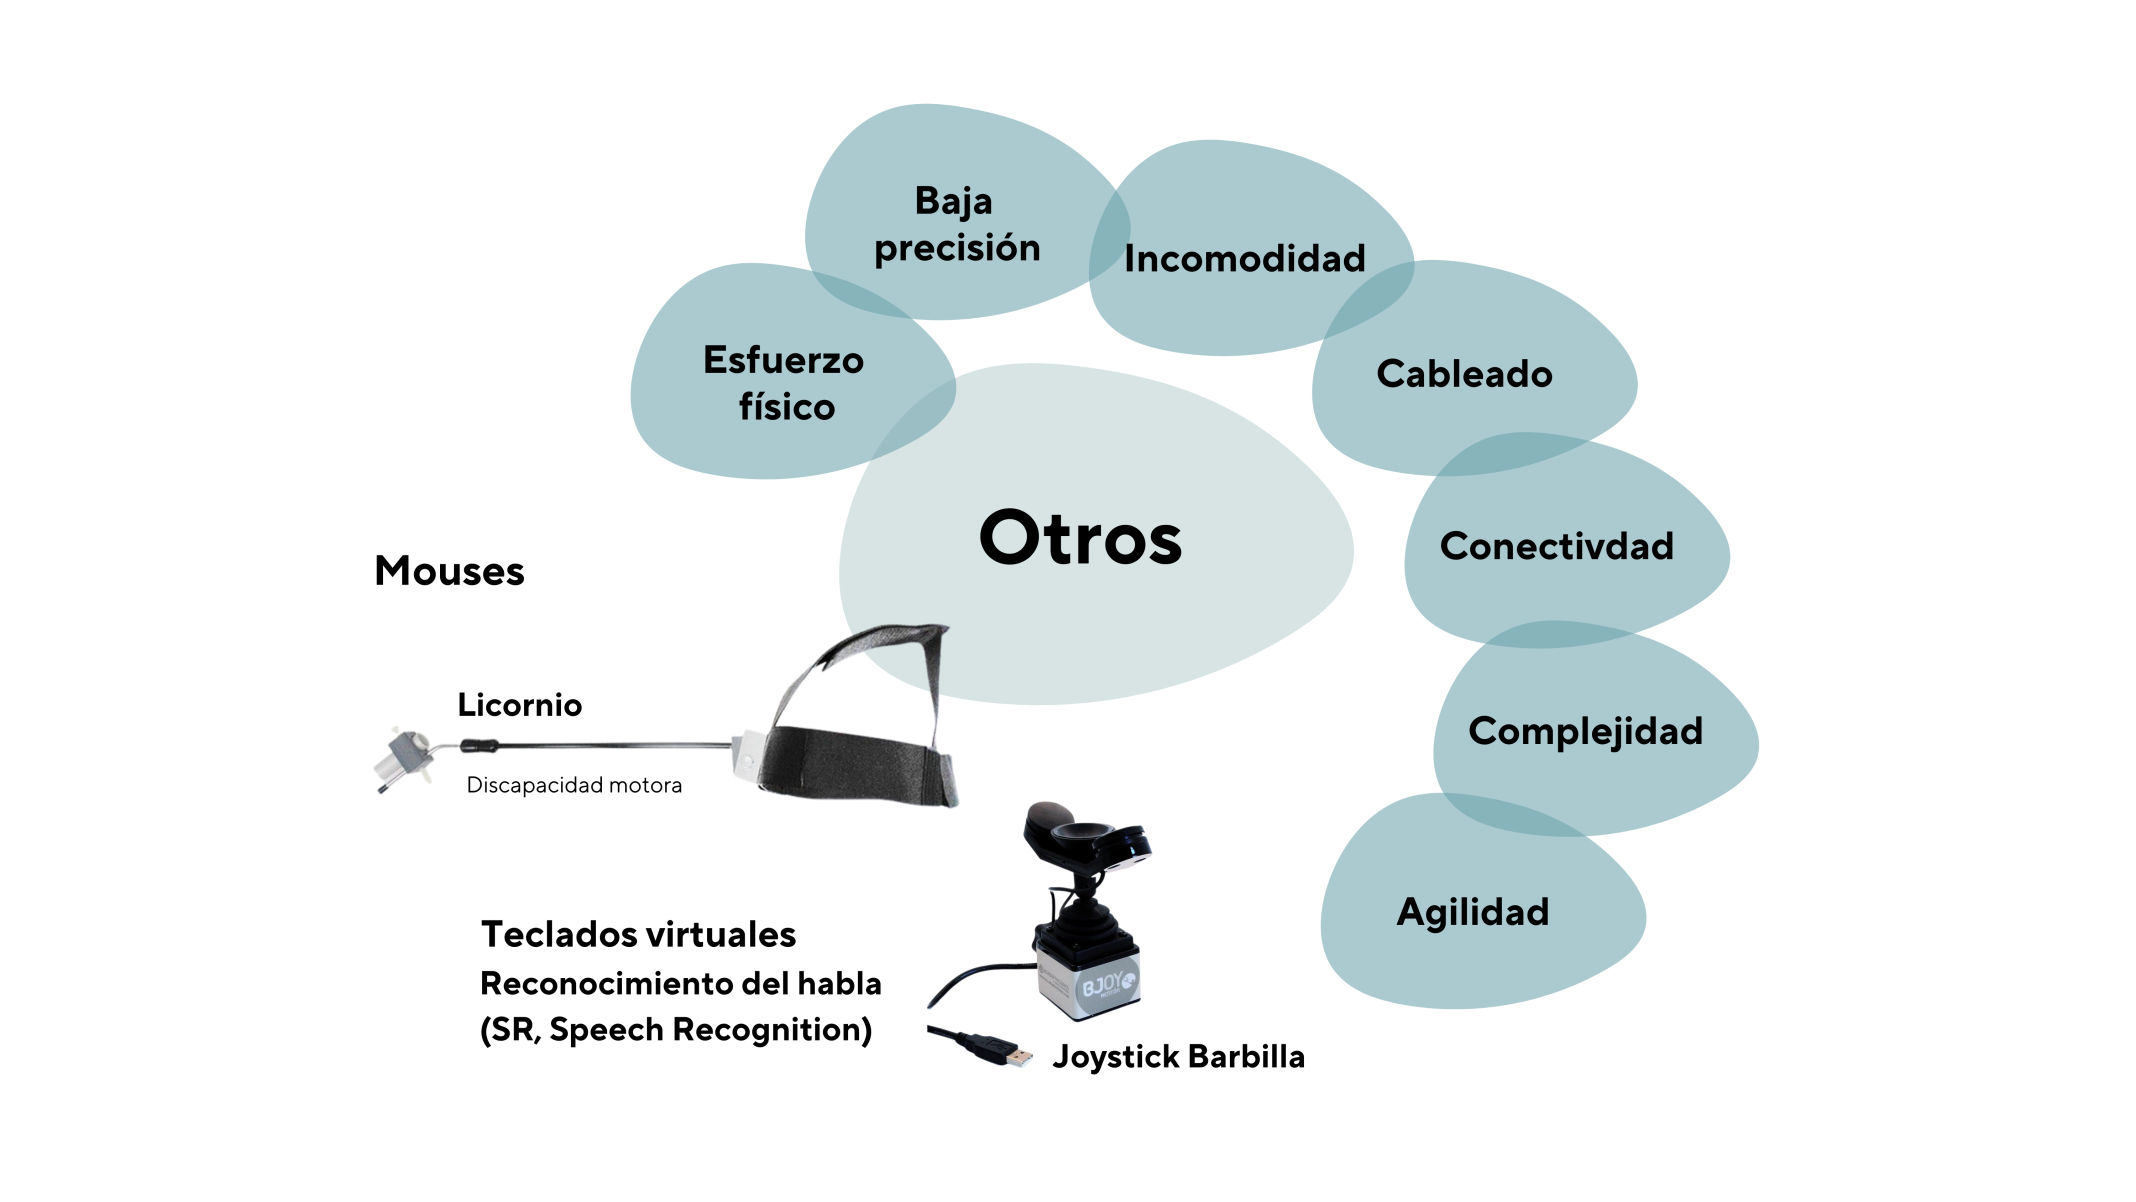 Baja
precisión
Incomodidad
Esfuerzo
físico
Cableado
Otros
Conectivdad
Mouses
Licornio
Complejidad
Discapacidad motora
Agilidad
Teclados virtuales
Reconocimiento del habla
(SR, Speech Recognition)
BJOY
Joystick Barbilla